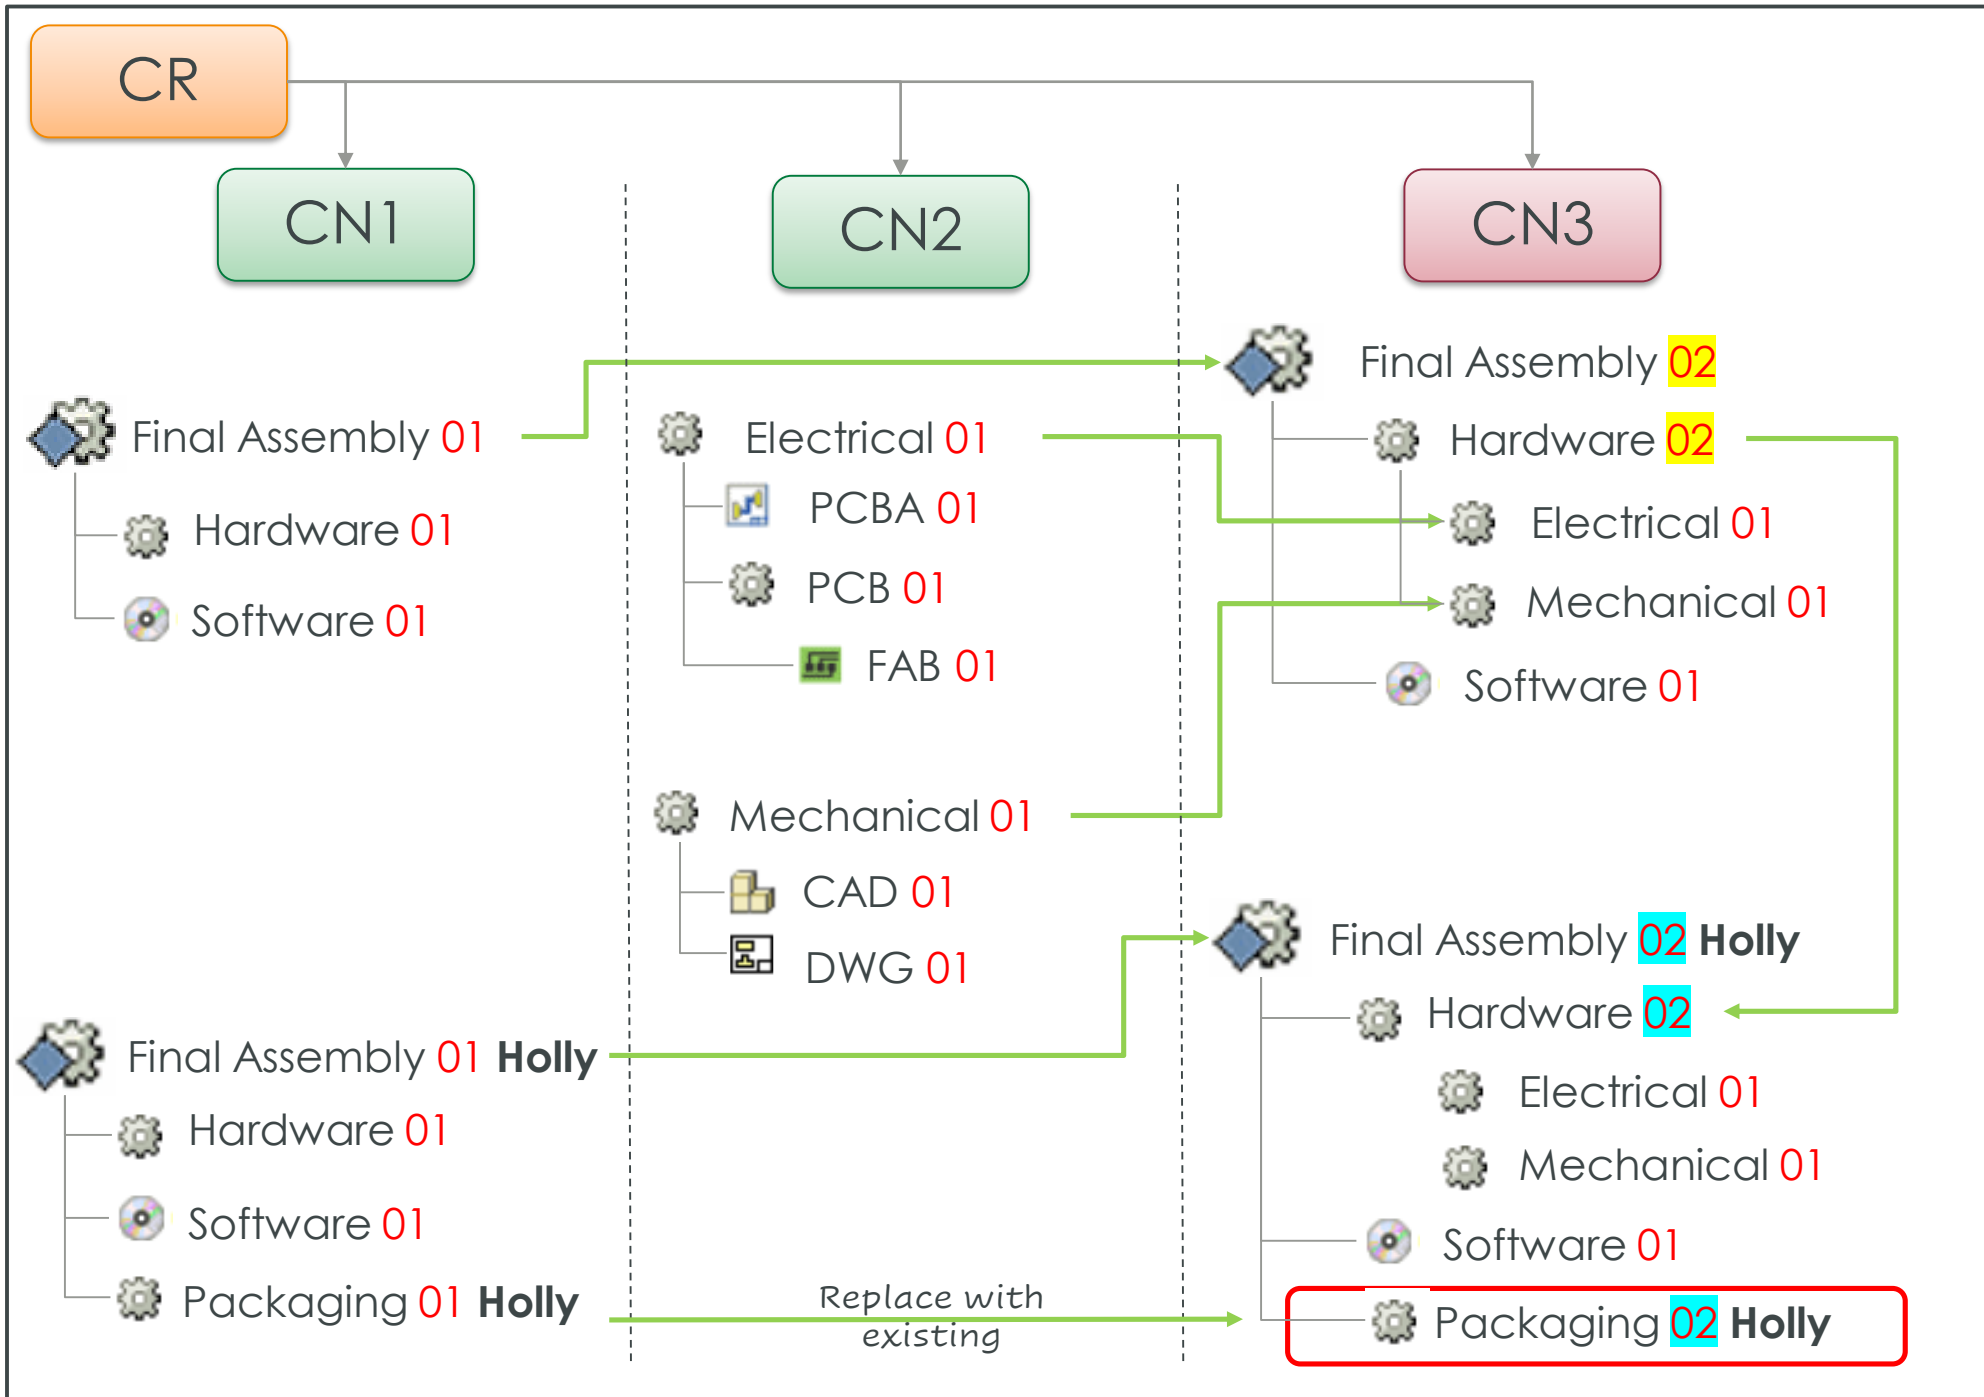 CR
CN1
CN2
CN3
Final Assembly 01
Hardware 01
Software 01
Final Assembly 01 Holly
Hardware 01
Software 01
Packaging 01 Holly
Electrical 01
PCBA 01
PCB 01
FAB 01
Mechanical 01
CAD 01
DWG 01
Replace with
existing
Final Assembly 02
Hardware 02
Electrical 01
Mechanical 01
Software 01
Final Assembly 02 Holly
Hardware 02
Electrical 01
Mechanical 01
Software 01
Packaging 02 Holly